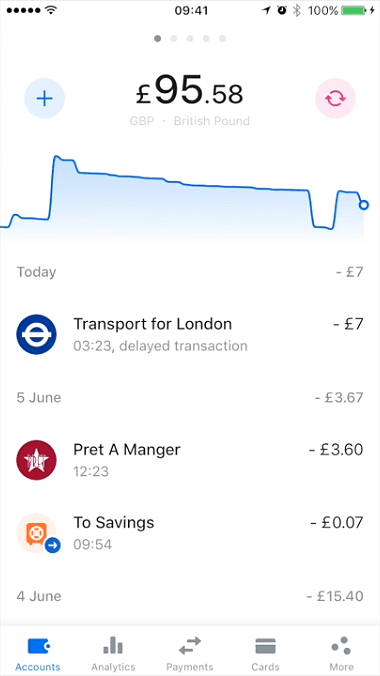 09:41 100%
£95.58
GBP · British Pound
Today - £7
Transport for London - £7
03:23, delayed transaction
5 June - £3.67
PRET
Pret A Manger - £3.60
12:23
To Savings - £0.07
09:54
4 June - £15.40
Accounts Analytics Payments Cards More